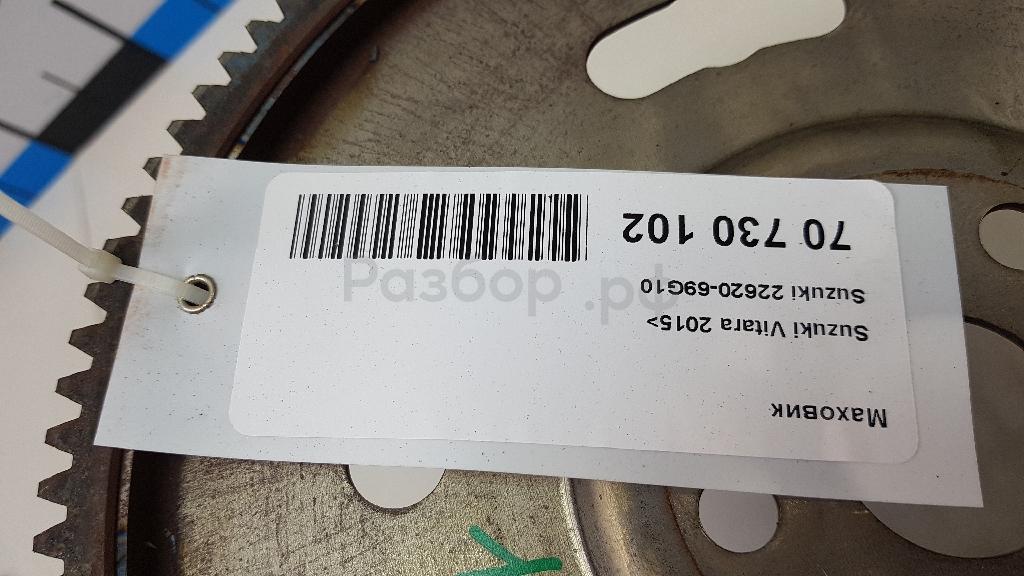 Маховик
Suzuki Vitara 2015>
Suzuki 22620-69G10
70 730 102
Разбор.рф